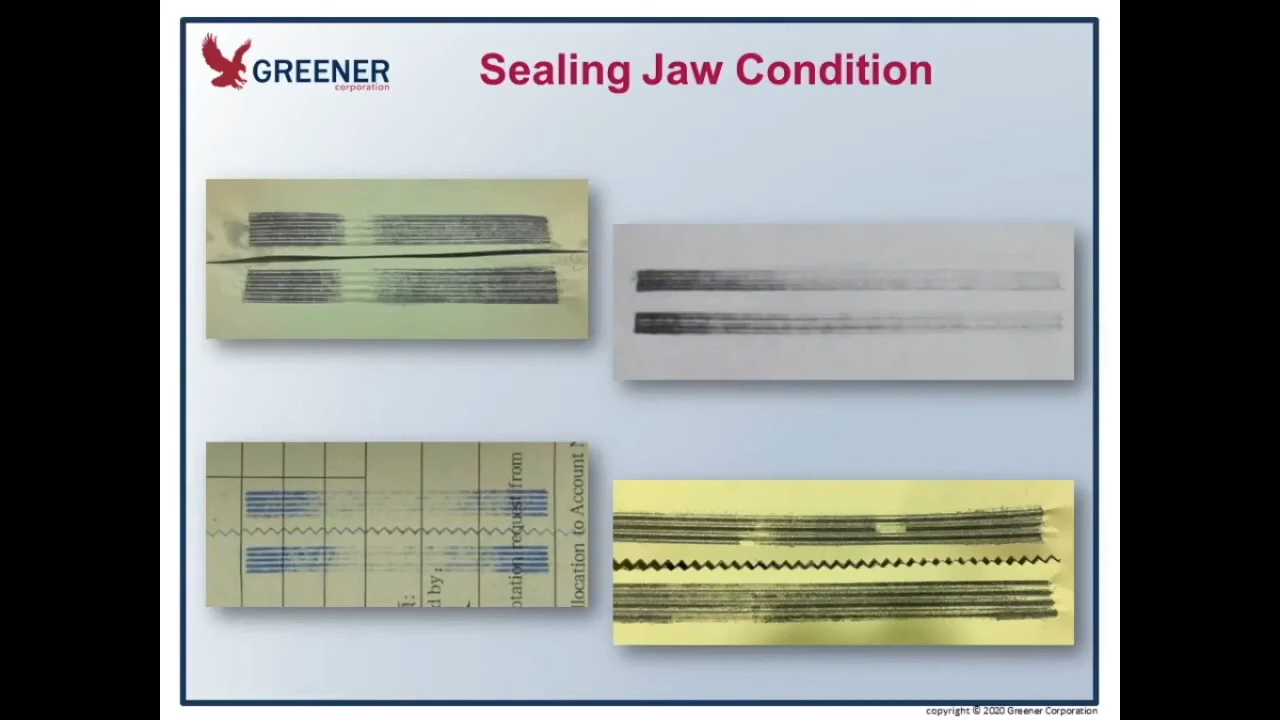 GREENER
corporation
Sealing Jaw Condition
otation request from
location to Account
d by:
copyright © 2020 Greener Corporation